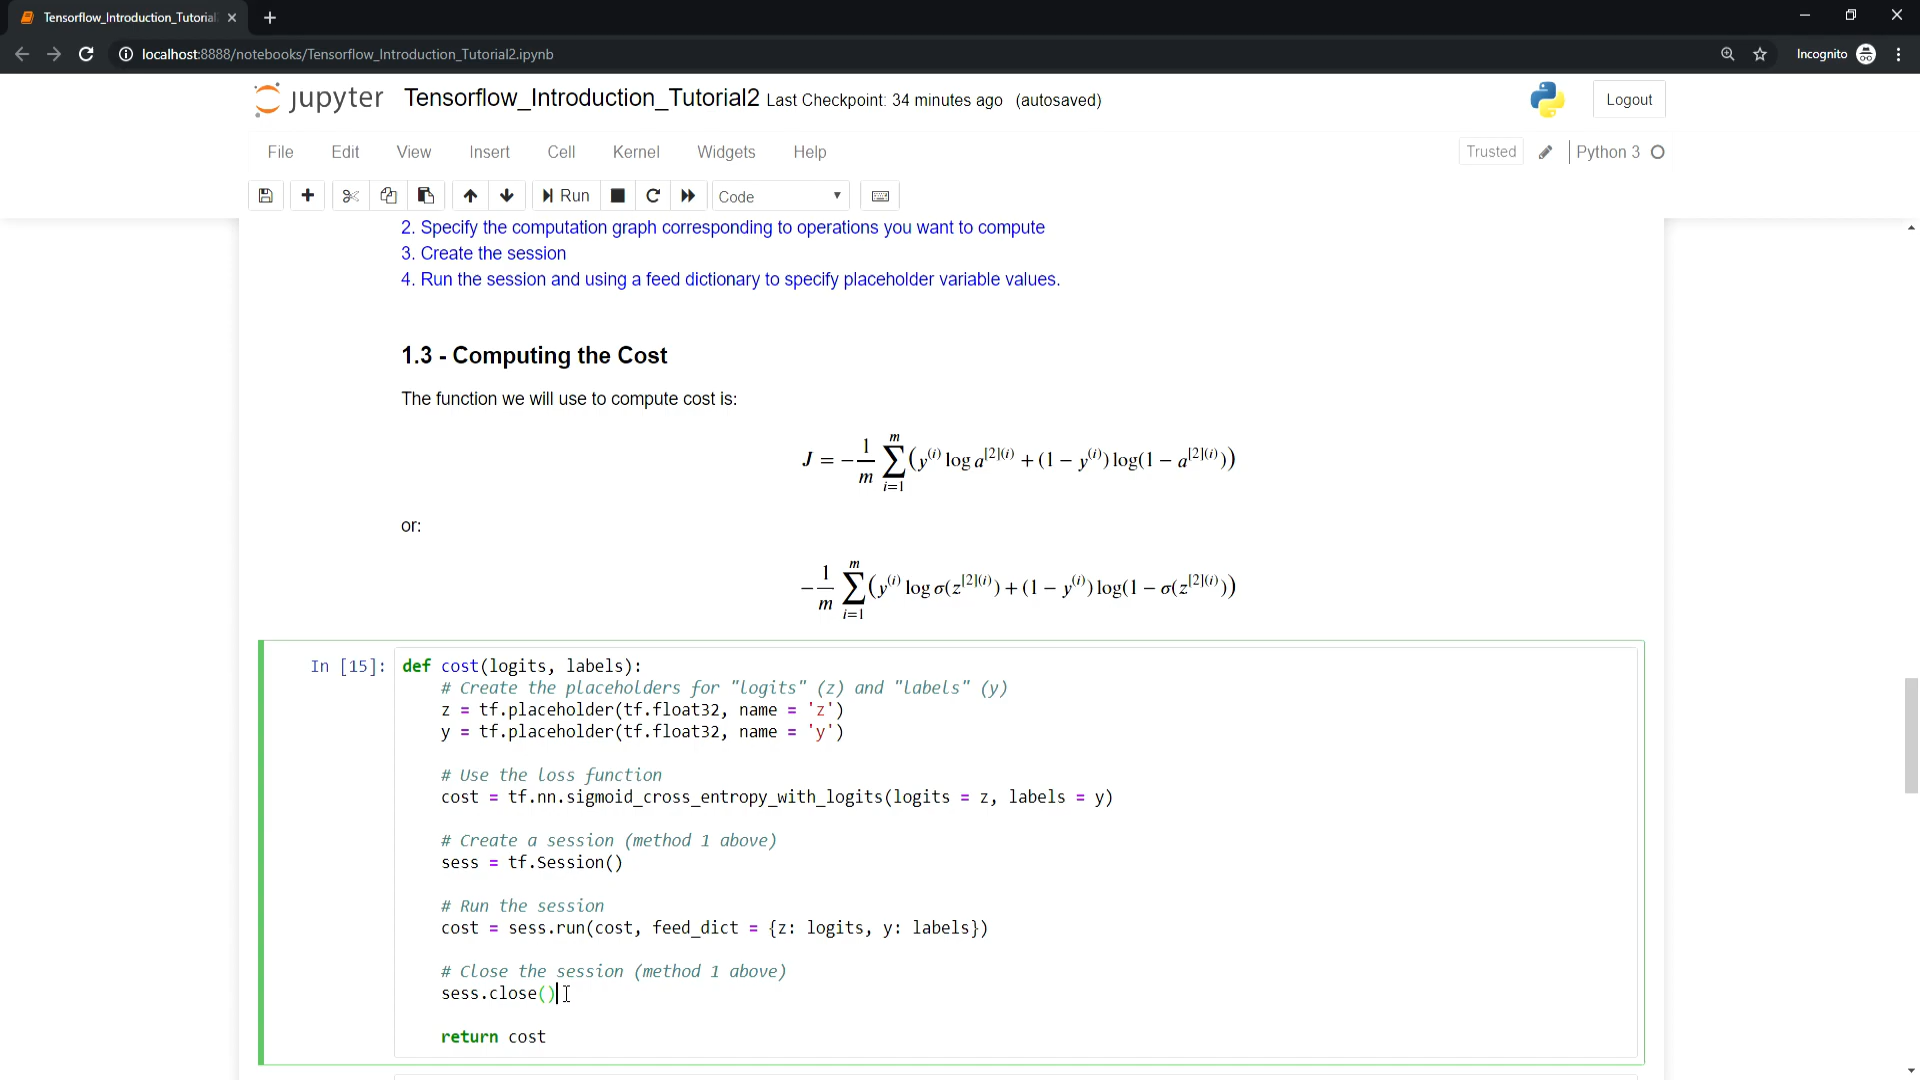 Tensorflow_Introduction_Tutorial
localhost:8888/notebooks/Tensorflow_Introduction_Tutorial2.ipynb
Incognito
jupyter Tensorflow_Introduction_Tutorial2 Last Checkpoint: 34 minutes ago (autosaved)
Logout
File Edit View Insert Cell Kernel Widgets Help
Trusted Python 3
Run Code
2. Specify the computation graph corresponding to operations you want to compute
3. Create the session
4. Run the session and using a feed dictionary to specify placeholder variable values.
1.3 - Computing the Cost
The function we will use to compute cost is:
J = −1/m ∑_{i=1}^{m} (y^{(i)} log a^{[2](i)} + (1 − y^{(i)}) log(1 − a^{[2](i)}))
or:
−1/m ∑_{i=1}^{m} (y^{(i)} log σ(z^{[2](i)}) + (1 − y^{(i)}) log(1 − σ(z^{[2](i)}))
In [15]: def cost(logits, labels):
# Create the placeholders for "logits" (z) and "labels" (y)
z = tf.placeholder(tf.float32, name = 'z')
y = tf.placeholder(tf.float32, name = 'y')
# Use the loss function
cost = tf.nn.sigmoid_cross_entropy_with_logits(logits = z, labels = y)
# Create a session (method 1 above)
sess = tf.Session()
# Run the session
cost = sess.run(cost, feed_dict = {z: logits, y: labels})
# Close the session (method 1 above)
sess.close()
return cost